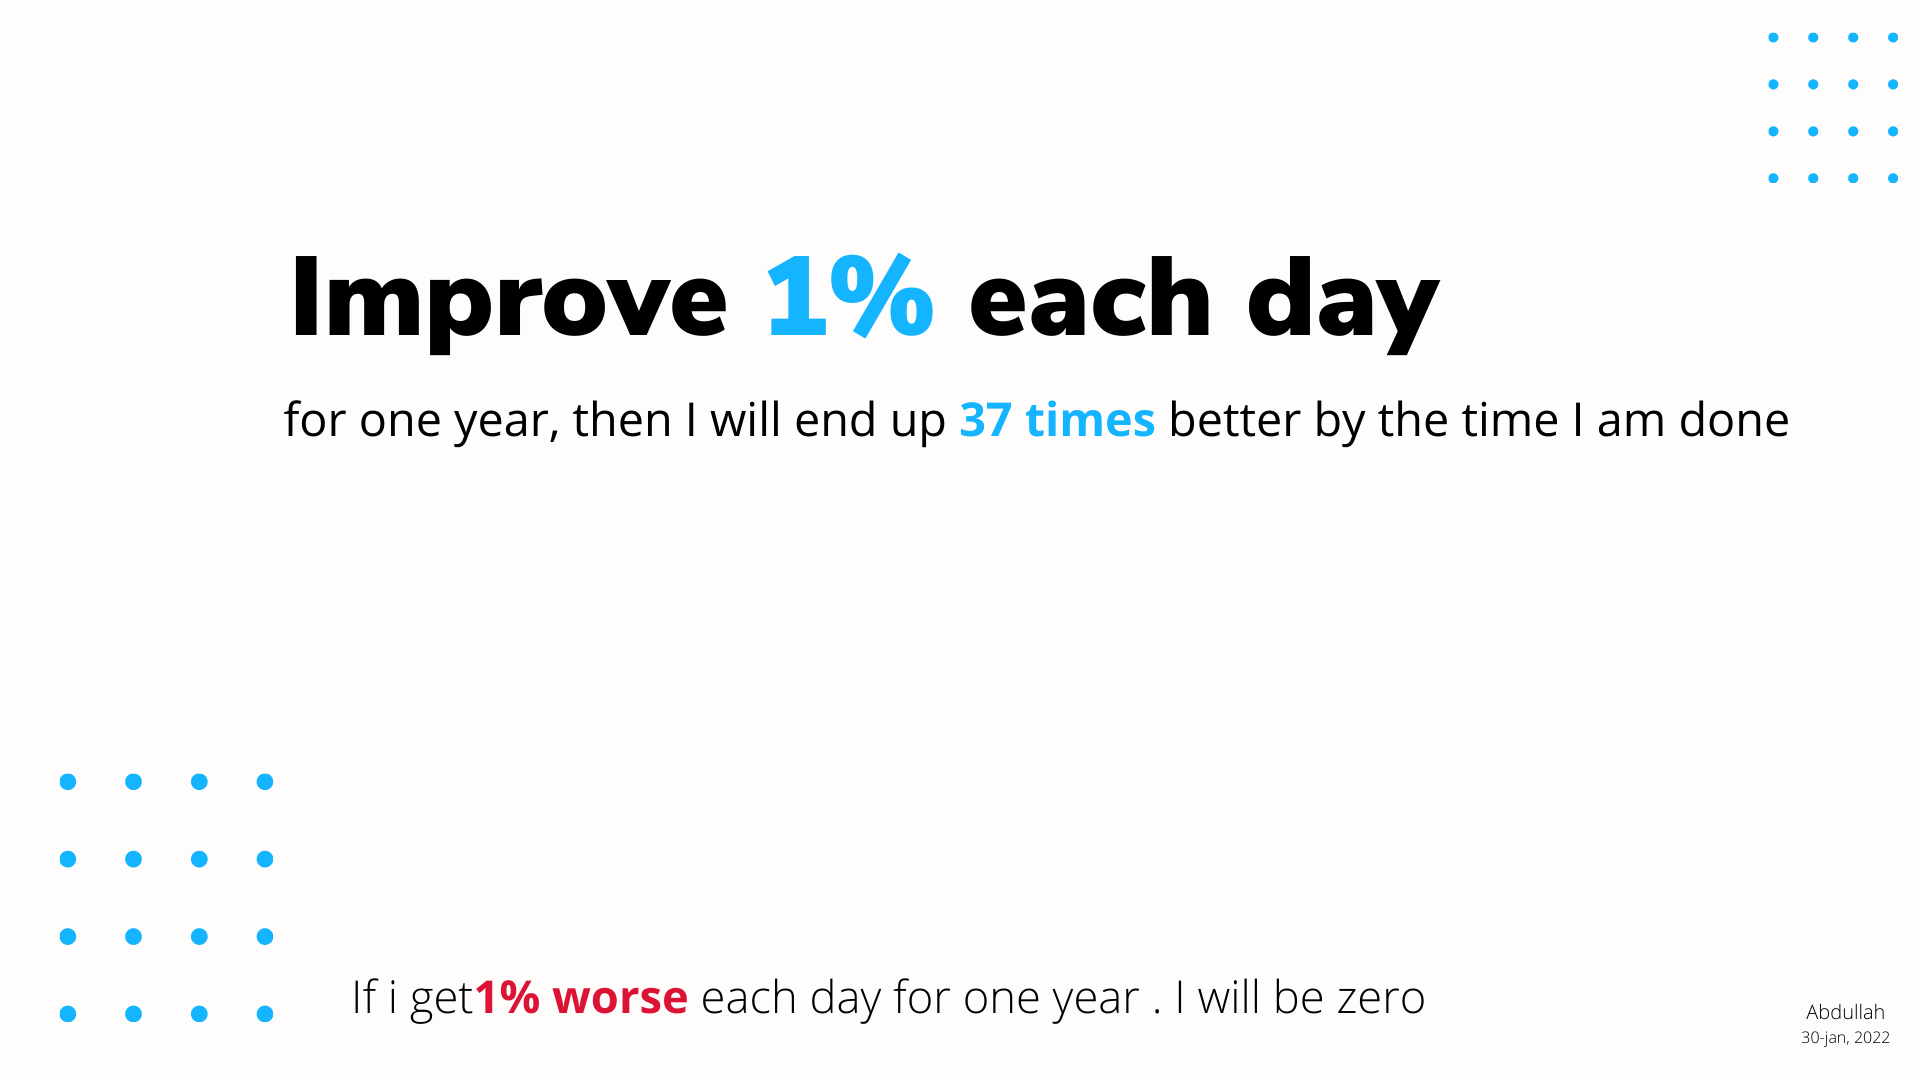 Improve 1% each day
for one year, then I will end up 37 times better by the time I am done
If i get1% worse each day for one year . I will be zero
Abdullah
30-jan, 2022